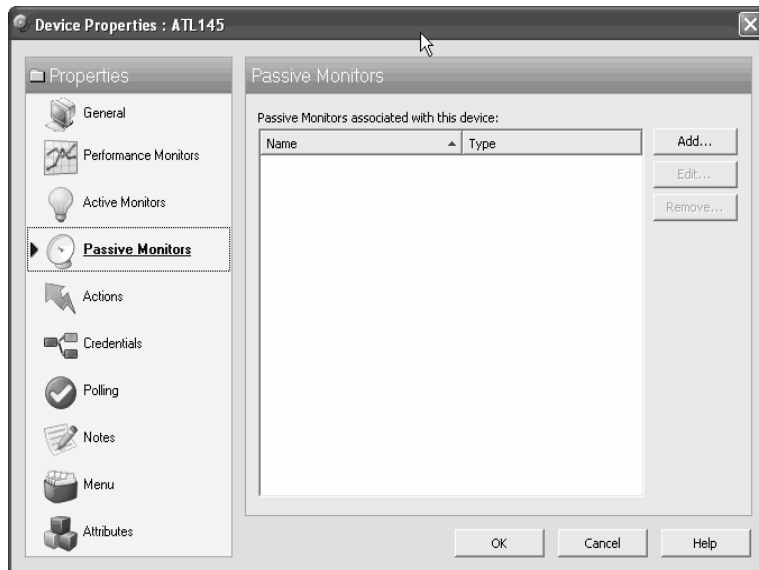 Device Properties : ATL145
Properties
General
Performance Monitors
Active Monitors
Passive Monitors
Actions
Credentials
Polling
Notes
Menu
Attributes
Passive Monitors
Passive Monitors associated with this device:
Name Type
Add...
Edit...
Remove...
OK Cancel Help